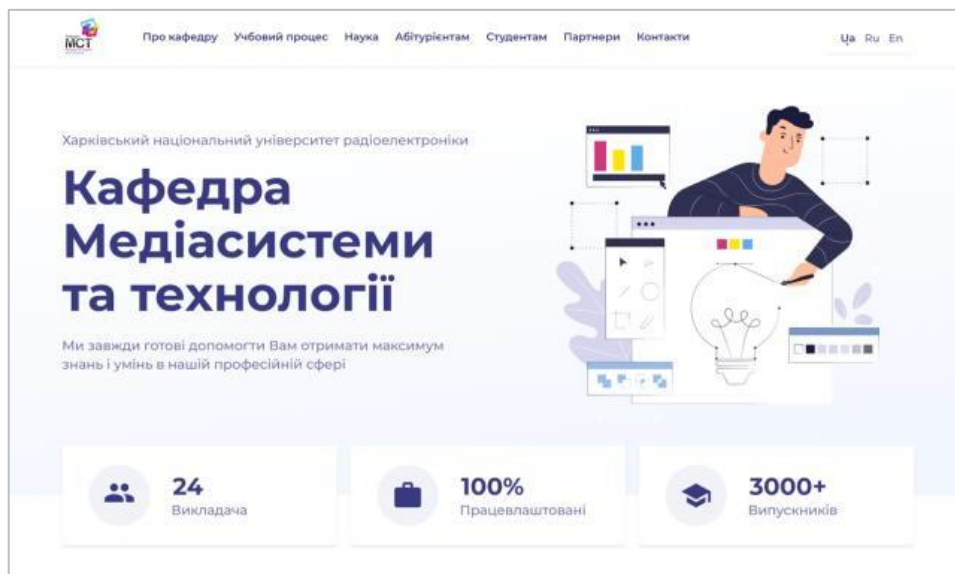 МСТ
Про кафедру Учбовий процес Наука Абітурієнтам Студентам Партнери Контакти
Ua Ru En
Харківський національний університет радіоелектроніки
Кафедра
Медіасистеми
та технології
Ми завжди готові допомогти Вам отримати максимум
знань і умінь в нашій професійній сфері
24
Викладача
100%
Працевлаштовані
3000+
Випускників